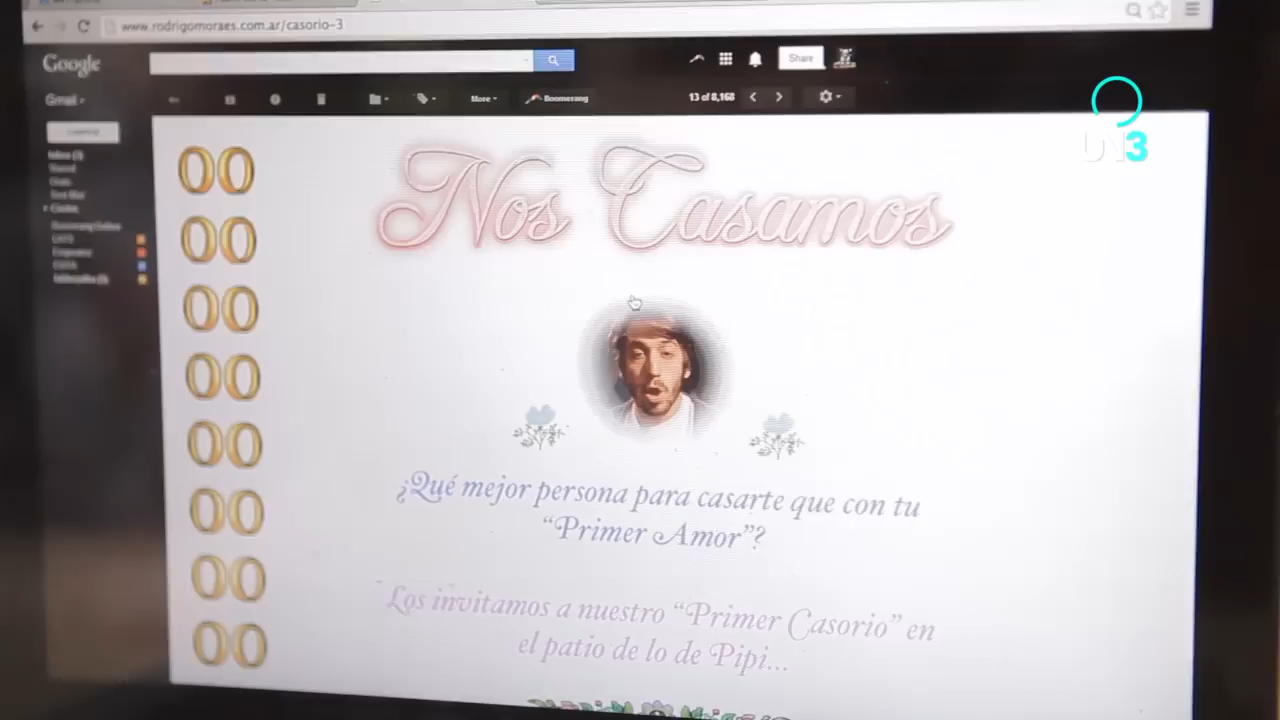 www.rodrigomoraes.com.ar/casorio-3
Google
Share
Gmail
More
Boomerang
13 of 8,168
UN3
Nos Casamos
¿Qué mejor persona para casarte que con tu
“Primer Amor”?
Los invitamos a nuestro “Primer Casorio” en
el patio de lo de Pipi...